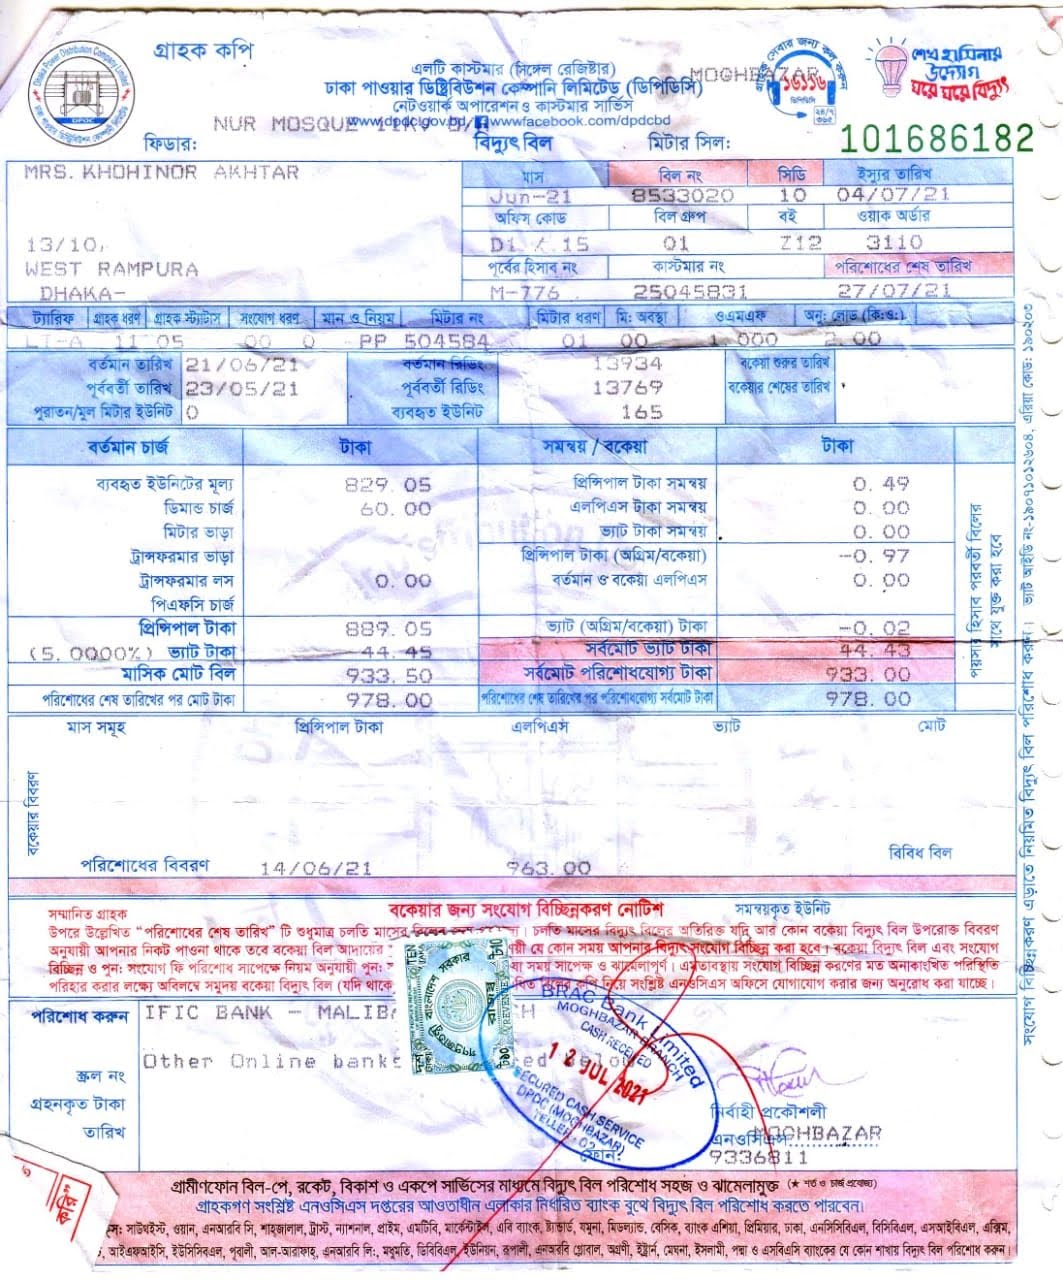 গ্রাহক কপি
এলটি কাস্টমার (সিঙ্গেল রেজিষ্টার)
MOGHBAZAR
ঢাকা পাওয়ার ডিষ্ট্রিবিউশন কোম্পানি লিমিটেড (ডিপিডিসি)
নেটওয়ার্ক অপারেশন ও কাস্টমার সার্ভিস
www.dpdc.gov.bd www.facebook.com/dpdcbd
গ্রাহক সেবার জন্য কল করুন
১৬১১৬
ডিপিডিসি
২৪/৭
৩৬৫
শেখ হাসিনার
উদ্যোগ
ঘরে ঘরে বিদ্যুৎ
NUR MOSQUE 11KV
ফিডার:
বিদ্যুৎ বিল
মিটার সিল:
101686182
MRS. KHOHINOR AKHTAR
13/10,
WEST RAMPURA
DHAKA-
মাস বিল নং সিডি ইস্যুর তারিখ
Jun-21 8533020 10 04/07/21
অফিস কোড বিল গ্রুপ বই ওয়াক অর্ডার
D1 / 15 01 Z12 3110
পূর্বের হিসাব নং কাস্টমার নং পরিশোধের শেষ তারিখ
M-776 25045831 27/07/21
ট্যারিফ গ্রাহক ধরণ গ্রাহক স্ট্যাটাস সংযোগ ধরণ মান ও নিয়ম মিটার নং মিটার ধরণ মি: অবস্থা ওএমএফ অনু: লোড (কি:ও:)
LT-A 11 05 00 0 PP 504584 01 00 1.000 2.00
বর্তমান তারিখ 21/06/21 বর্তমান রিডিং 13934 বকেয়া শুরুর তারিখ
পূর্ববর্তী তারিখ 23/05/21 পূর্ববর্তী রিডিং 13769 বকেয়ার শেষের তারিখ
পুরাতন/মুল মিটার ইউনিট 0 ব্যবহৃত ইউনিট 165
বর্তমান চার্জ টাকা সমন্বয় / বকেয়া টাকা
ব্যবহৃত ইউনিটের মূল্য 829.05 প্রিন্সিপাল টাকা সমন্বয় 0.49
ডিমান্ড চার্জ 60.00 এলপিএস টাকা সমন্বয় 0.00
মিটার ভাড়া ভ্যাট টাকা সমন্বয় 0.00
ট্রান্সফরমার ভাড়া প্রিন্সিপাল টাকা (অগ্রিম/বকেয়া) -0.97
ট্রান্সফরমার লস 0.00 বর্তমান ও বকেয়া এলপিএস 0.00
পিএফসি চার্জ
প্রিন্সিপাল টাকা 889.05 ভ্যাট (অগ্রিম/বকেয়া) টাকা -0.02
(5.0000%) ভ্যাট টাকা 44.45 সর্বমোট ভ্যাট টাকা 44.43
মাসিক মোট বিল 933.50 সর্বমোট পরিশোধযোগ্য টাকা 933.00
পরিশোধের শেষ তারিখের পর মোট টাকা 978.00 পরিশোধের শেষ তারিখের পর পরিশোধযোগ্য সর্বমোট টাকা 978.00
পয়সার হিসাব পরবর্তী বিলের
সাথে যুক্ত করা হবে
মাস সমূহ প্রিন্সিপাল টাকা এলপিএস ভ্যাট মোট
বকেয়ার বিবরণ
বিবিধ বিল
পরিশোধের বিবরণ 14/06/21 963.00
সম্মানিত গ্রাহক বকেয়ার জন্য সংযোগ বিচ্ছিন্নকরণ নোটিশ সমন্বয়কৃত ইউনিট
উপরে উল্লেখিত "পরিশোধের শেষ তারিখ" টি শুধুমাত্র চলতি মাসের চলতি মাসের বিদ্যুৎ বিলের অতিরিক্ত যদি আর কোন বকেয়া বিদ্যুৎ বিল উপরোক্ত বিবরণ
অনুযায়ী আপনার নিকট পাওনা থাকে তবে বকেয়া বিল আদায়ের যে কোন সময় আপনার বিদ্যুৎ সংযোগ বিচ্ছিন্ন করা হবে। বকেয়া বিদ্যুৎ বিল এবং সংযোগ
বিচ্ছিন্ন ও পুন: সংযোগ ফি পরিশোধ সাপেক্ষে নিয়ম অনুযায়ী পুন: সময় সাপেক্ষ ও ঝামেলাপূর্ণ। এমতাবস্থায় সংযোগ বিচ্ছিন্ন করণের মত অনাকাংখিত পরিস্থিতি
পরিহার করার লক্ষ্যে অবিলম্বে সমুদয় বকেয়া বিদ্যুৎ বিল (যদি থাকে বিলের কপি নিয়ে সংশ্লিষ্ট এনওসিএস অফিসে যোগাযোগ করার জন্য অনুরোধ করা যাচ্ছে।
পরিশোধ করুন IFIC BANK - MALIBA
Other Online banks
স্ক্রল নং
গ্রহনকৃত টাকা
তারিখ
বাংলাদেশ সরকার
BRAC Bank Limited
MOGHBAZAR BRANCH
CASH RECEIVED
12 JUL 2021
SECURED CASH SERVICE
DPDC (MOGHBAZAR)
TELLER-02
নির্বাহী প্রকৌশলী
এনওসিএস MOGHBAZAR
ফোন: 9336811
গ্রামীণফোন বিল-পে, রকেট, বিকাশ ও একপে সার্ভিসের মাধ্যমে বিদ্যুৎ বিল পরিশোধ সহজ ও ঝামেলামুক্ত (★ শর্ত ও চার্জ প্রযোজ্য)
গ্রাহকগণ সংশ্লিষ্ট এনওসিএস দপ্তরের আওতাধীন এলাকার নির্ধারিত ব্যাংক বুথে বিদ্যুৎ বিল পরিশোধ করতে পারবেন।
সাউথইস্ট, ওয়ান, এনআরবি সি, শাহজালাল, ট্রাস্ট, ন্যাশনাল, প্রাইম, এমটিবি, মার্কেন্টাইল, এবি ব্যাংক, স্ট্যান্ডার্ড, যমুনা, মিডল্যান্ড, বেসিক, ব্যাংক এশিয়া, প্রিমিয়ার, ঢাকা, এনসিসিবিএল, বিসিবিএল, এসআইবিএল, এক্সিম,
আইএফআইসি, ইউসিবিএল, পূবালী, আল-আরাফাহ, এনআরবি লি:, মধুমতি, ডিবিবিএল, ইউনিয়ন, রূপালী, এনআরবি গ্লোবাল, অগ্রণী, ইস্ট্রার্ন, মেঘনা, ইসলামী, পদ্মা ও এসবিএসি ব্যাংকের যে কোন শাখায় বিদ্যুৎ বিল পরিশোধ করুন।
সংযোগ বিচ্ছিন্নকরণ এড়াতে নিয়মিত বিদ্যুৎ বিল পরিশোধ করুন। ভ্যাট আইডি নং-১৯০৭১০১২৬০৪, এরিয়া কোড: ১৯০২০৩